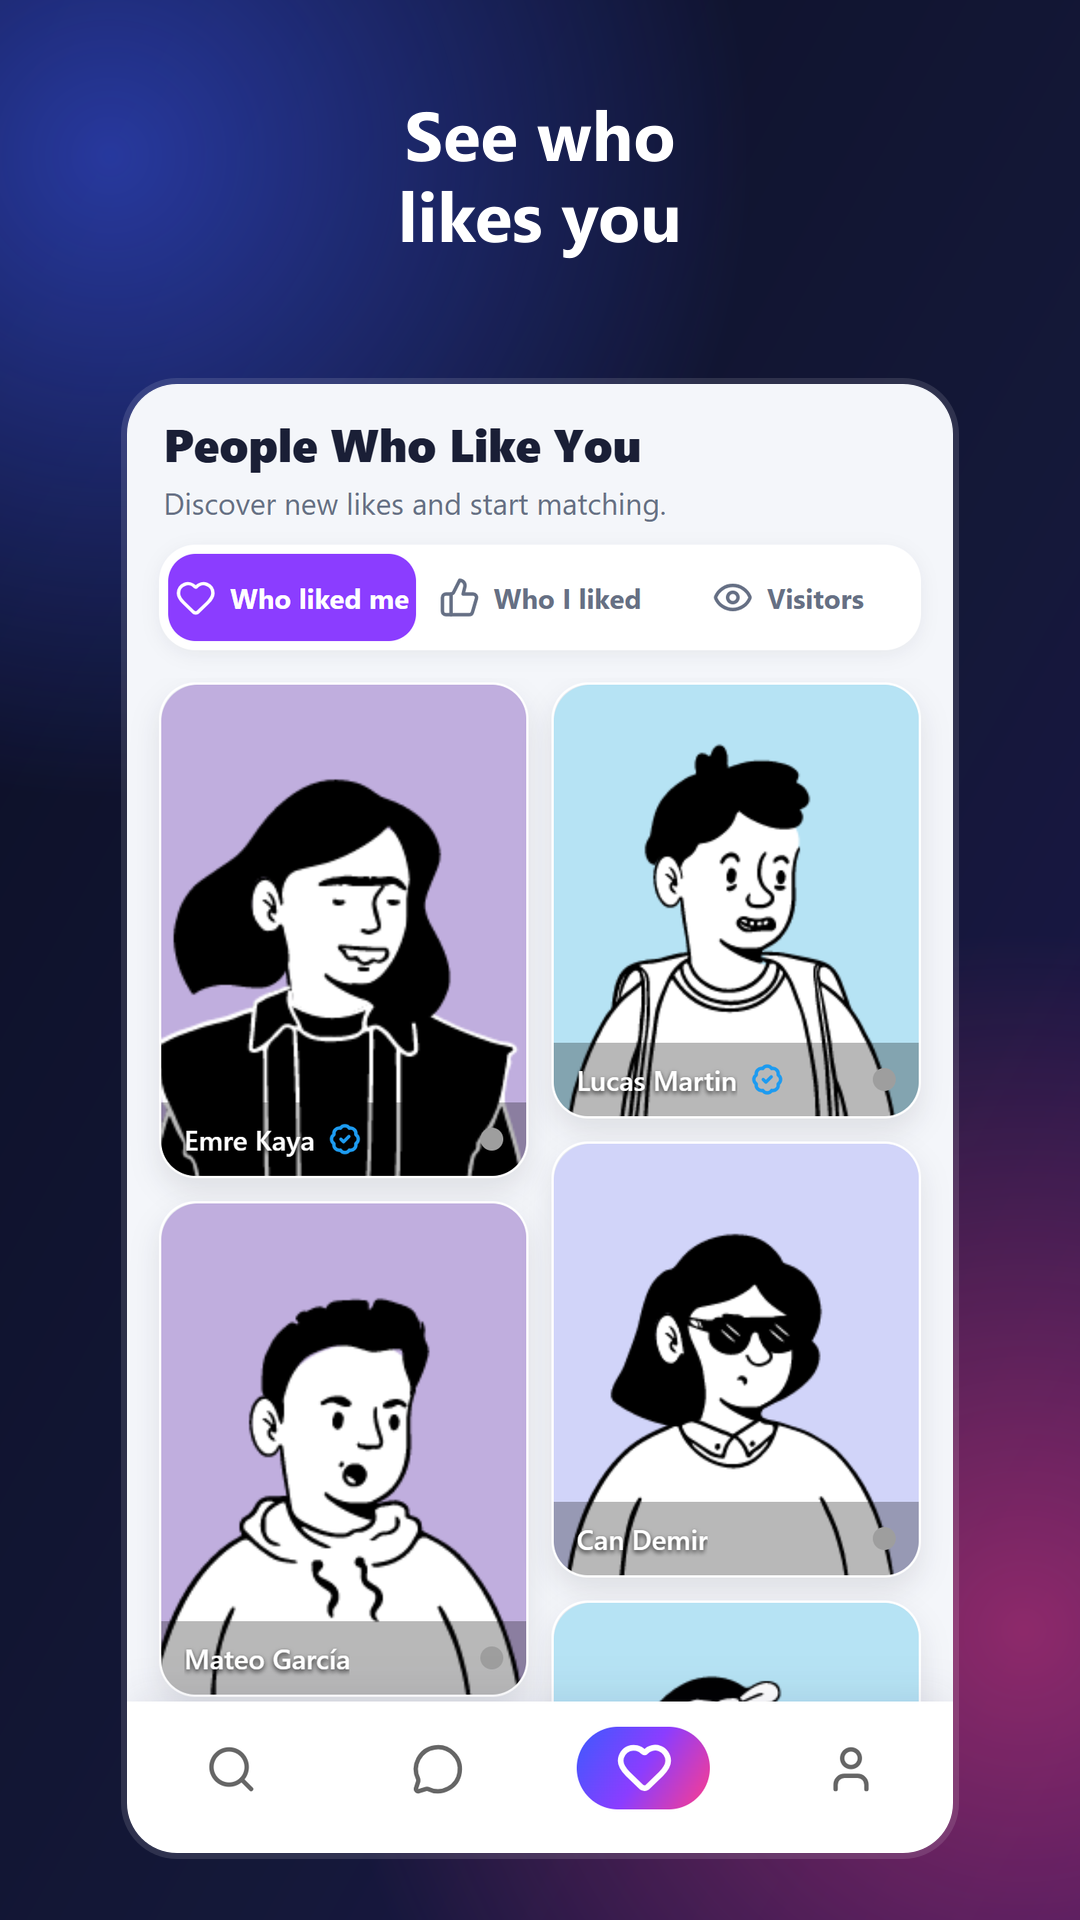 See who
likes you
People Who Like You
Discover new likes and start matching.
Who liked me
Who I liked
Visitors
Emre Kaya
Lucas Martin
Mateo García
Can Demir